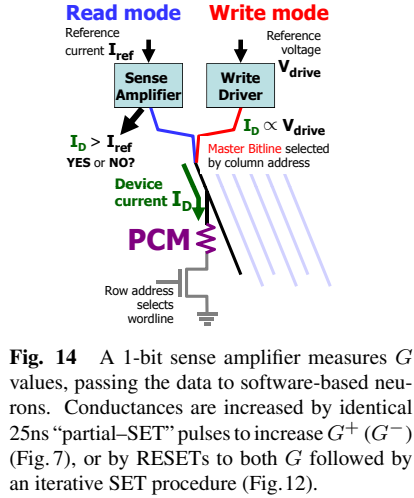 Read mode
Write mode
Reference
current I_ref
Reference
voltage
V_drive
Sense
Amplifier
Write
Driver
I_D > I_ref
YES or NO?
I_D ∝ V_drive
Master Bitline selected
by column address
Device
current I_D
PCM
Row address
selects
wordline
Fig. 14 A 1-bit sense amplifier measures G
values, passing the data to software-based neu-
rons. Conductances are increased by identical
25ns “partial–SET” pulses to increase G⁺ (G⁻)
(Fig. 7), or by RESETs to both G followed by
an iterative SET procedure (Fig. 12).